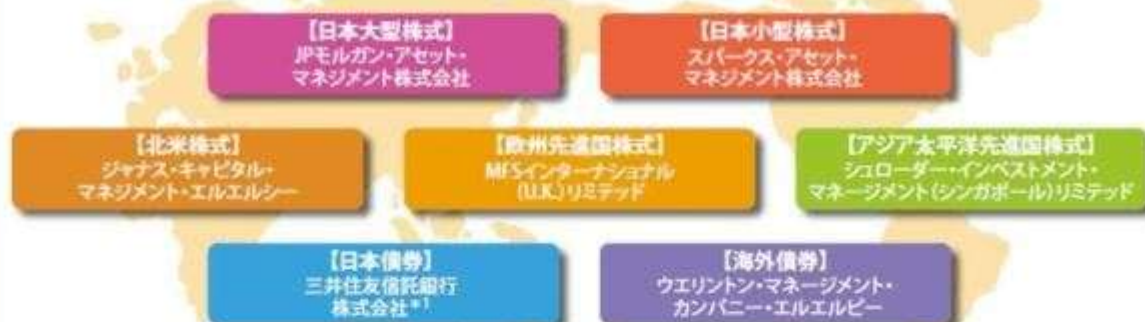 【日本大型株式】
JPモルガン・アセット・
マネジメント株式会社
【日本小型株式】
スパークス・アセット・
マネジメント株式会社
【北米株式】
ジャナス・キャピタル・
マネジメント・エルエルシー
【欧州先進国株式】
MFSインターナショナル
(U.K.)リミテッド
【アジア太平洋先進国株式】
シュローダー・インベストメント・
マネージメント(シンガポール)リミテッド
【日本債券】
三井住友信託銀行
株式会社*1
【海外債券】
ウエリントン・マネージメント・
カンパニー・エルエルピー